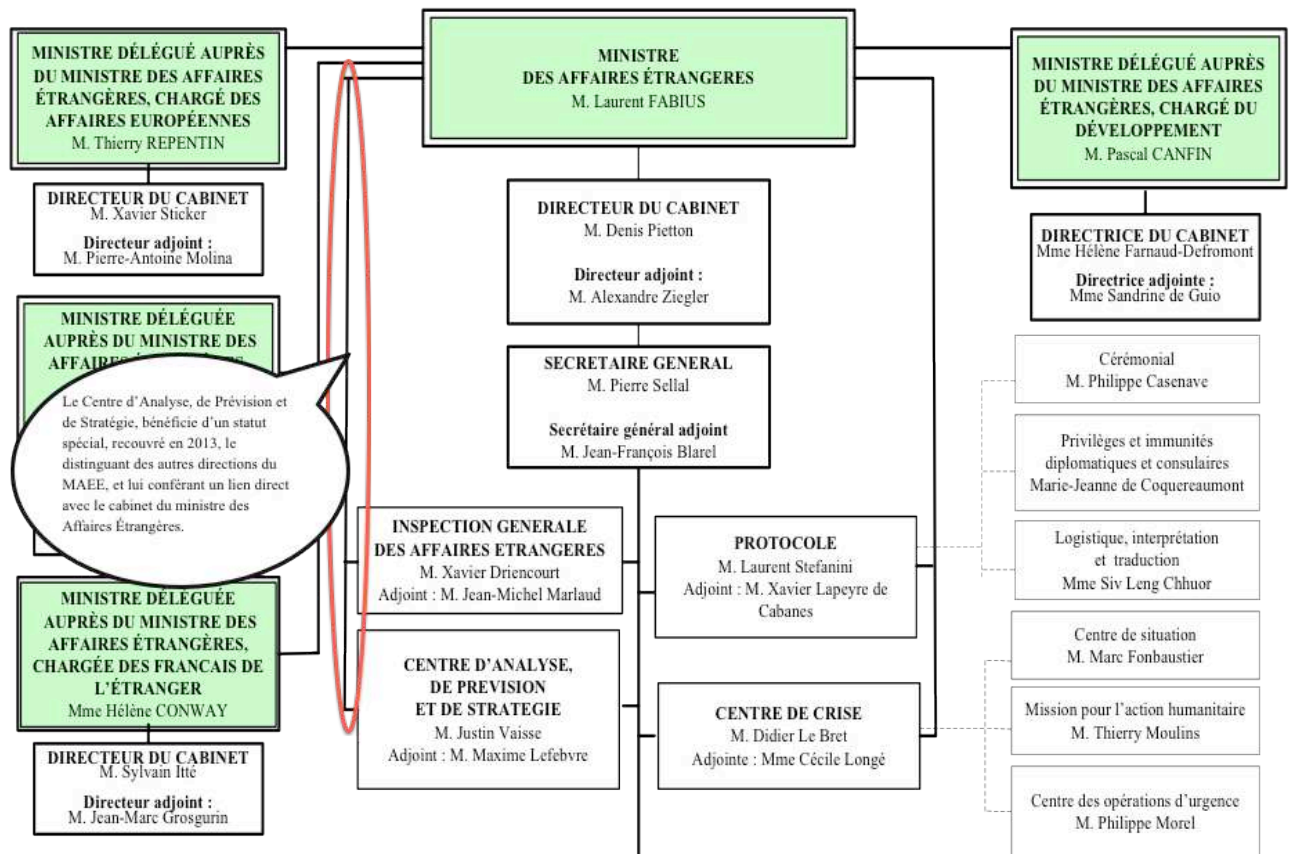 MINISTRE DÉLÉGUÉ AUPRÈS
DU MINISTRE DES AFFAIRES
ÉTRANGÈRES, CHARGÉ DES
AFFAIRES EUROPÉENNES
M. Thierry REPENTIN
DIRECTEUR DU CABINET
M. Xavier Sticker
Directeur adjoint :
M. Pierre-Antoine Molina
MINISTRE DÉLÉGUÉE
AUPRÈS DU MINISTRE DES
Le Centre d'Analyse, de Prévision et
de Stratégie, bénéficie d'un statut
spécial, recouvré en 2013, le
distinguant des autres directions du
MAEE, et lui conférant un lien direct
avec le cabinet du ministre des
Affaires Étrangères.
MINISTRE DÉLÉGUÉE
AUPRÈS DU MINISTRE DES
AFFAIRES ÉTRANGÈRES,
CHARGÉE DES FRANCAIS DE
L'ÉTRANGER
Mme Hélène CONWAY
DIRECTEUR DU CABINET
M. Sylvain Itté
Directeur adjoint :
M. Jean-Marc Grosgurin
MINISTRE
DES AFFAIRES ÉTRANGERES
M. Laurent FABIUS
DIRECTEUR DU CABINET
M. Denis Pietton
Directeur adjoint :
M. Alexandre Ziegler
SECRETAIRE GENERAL
M. Pierre Sellal
Secrétaire général adjoint
M. Jean-François Blarel
INSPECTION GENERALE
DES AFFAIRES ETRANGERES
M. Xavier Driencourt
Adjoint : M. Jean-Michel Marlaud
CENTRE D'ANALYSE,
DE PREVISION
ET DE STRATEGIE
M. Justin Vaisse
Adjoint : M. Maxime Lefebvre
PROTOCOLE
M. Laurent Stefanini
Adjoint : M. Xavier Lapeyre de
Cabanes
CENTRE DE CRISE
M. Didier Le Bret
Adjointe : Mme Cécile Longé
MINISTRE DÉLÉGUÉ AUPRÈS
DU MINISTRE DES AFFAIRES
ÉTRANGÈRES, CHARGÉ DU
DÉVELOPPEMENT
M. Pascal CANFIN
DIRECTRICE DU CABINET
Mme Hélène Farnaud-Defromont
Directrice adjointe :
Mme Sandrine de Guio
Cérémonial
M. Philippe Casenave
Privilèges et immunités
diplomatiques et consulaires
Marie-Jeanne de Coquereaumont
Logistique, interprétation
et traduction
Mme Siv Leng Chhuor
Centre de situation
M. Marc Fonbaustier
Mission pour l'action humanitaire
M. Thierry Moulins
Centre des opérations d'urgence
M. Philippe Morel